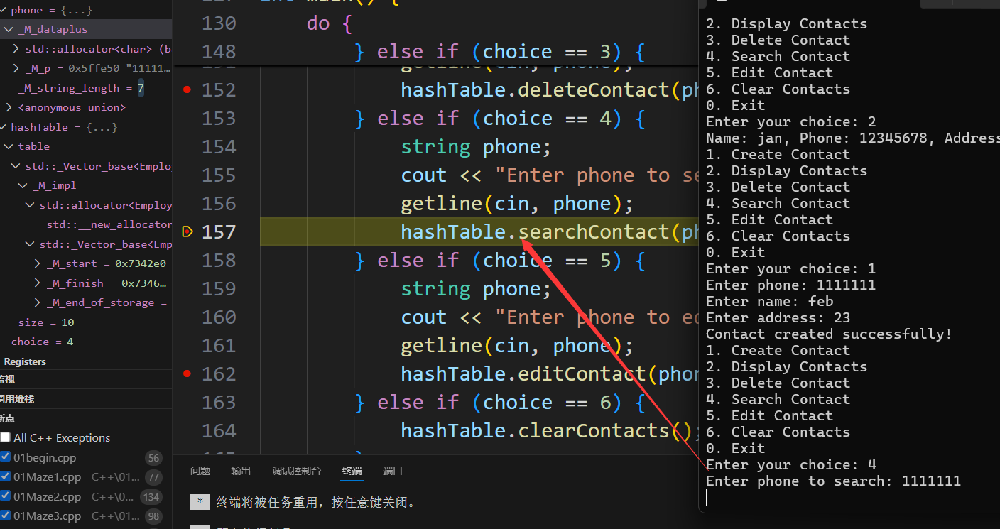 phone = {...}
_M_dataplus
std::allocator<char> (b
_M_p = 0x5ffe50 "11111...
_M_string_length = 7
<anonymous union>
hashTable = {...}
table
std::_Vector_base<Emplo
_M_impl
std::allocator<Employ
std::__new_allocator
std::_Vector_base<Emp
_M_start = 0x7342e0
_M_finish = 0x7346...
_M_end_of_storage =
size = 10
choice = 4
Registers
监视
调用堆栈
断点
All C++ Exceptions
01begin.cpp 56
01Maze1.cpp C++\01... 77
01Maze2.cpp C++\0... 134
01Maze3.cpp C++\01... 98
int main() {
130 do {
148 } else if (choice == 3) {
getline(cin, phone);
152 hashTable.deleteContact(ph
153 } else if (choice == 4) {
154 string phone;
155 cout << "Enter phone to se
156 getline(cin, phone);
157 hashTable.searchContact(ph
158 } else if (choice == 5) {
159 string phone;
160 cout << "Enter phone to ed
161 getline(cin, phone);
162 hashTable.editContact(phon
163 } else if (choice == 6) {
164 hashTable.clearContacts();
问题 输出 调试控制台 终端 端口
* 终端将被任务重用，按任意键关闭。
2. Display Contacts
3. Delete Contact
4. Search Contact
5. Edit Contact
6. Clear Contacts
0. Exit
Enter your choice: 2
Name: jan, Phone: 12345678, Address
1. Create Contact
2. Display Contacts
3. Delete Contact
4. Search Contact
5. Edit Contact
6. Clear Contacts
0. Exit
Enter your choice: 1
Enter phone: 1111111
Enter name: feb
Enter address: 23
Contact created successfully!
1. Create Contact
2. Display Contacts
3. Delete Contact
4. Search Contact
5. Edit Contact
6. Clear Contacts
0. Exit
Enter your choice: 4
Enter phone to search: 1111111